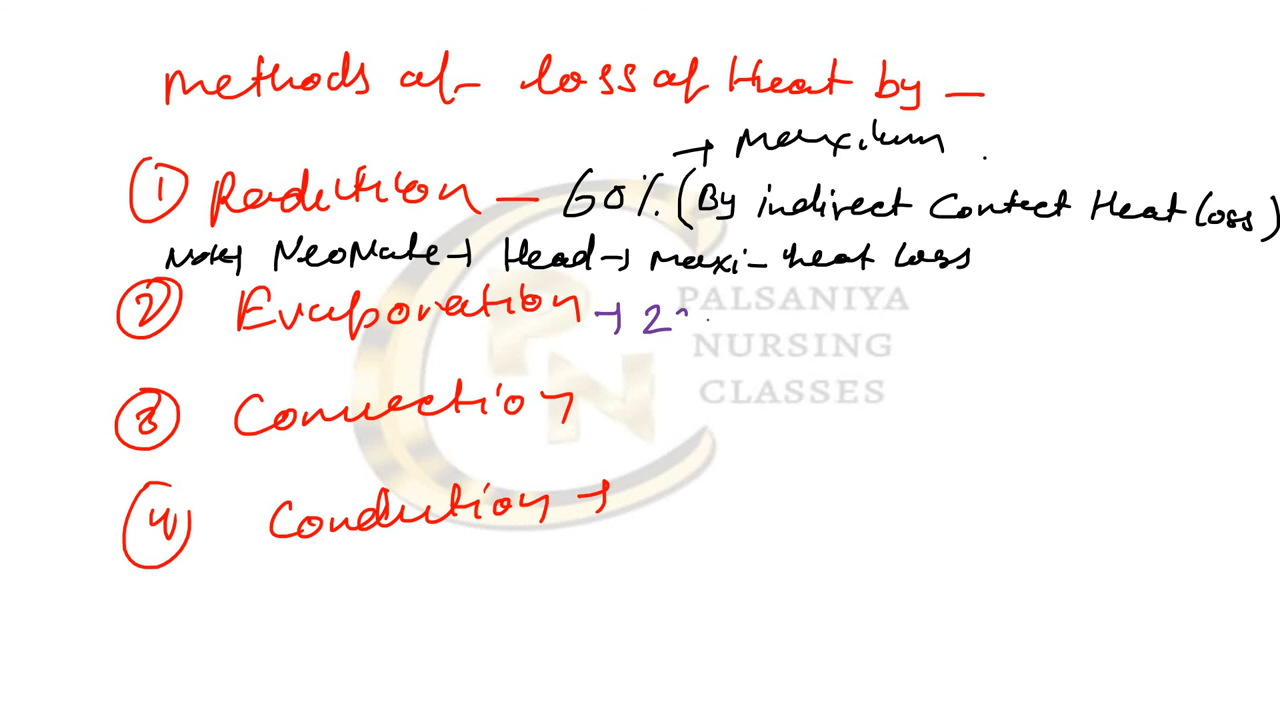 methods of - loss of Heat by -
→ Maximum
① Radiation - 60% (By indirect Contact Heat Loss)
Note→ NeoNate → Head → maxi- heat loss
② Evaporation → 2
③ Convection
④ Conduction →
PALSANIYA
NURSING
CLASSES
PNC